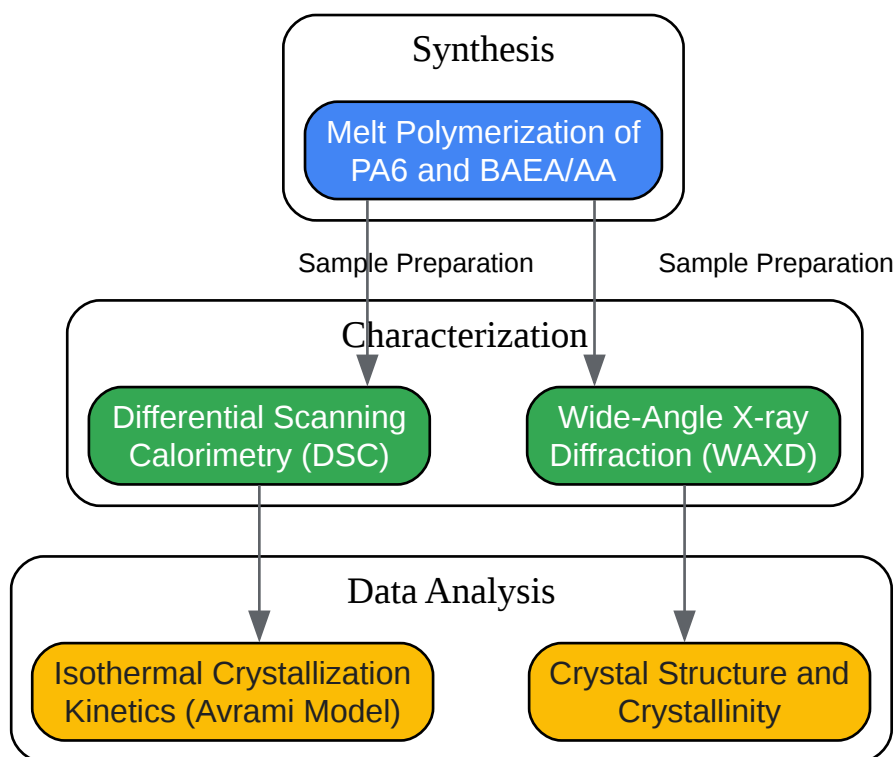 Synthesis
Melt Polymerization of
PA6 and BAEA/AA
Sample Preparation
Sample Preparation
Characterization
Differential Scanning
Calorimetry (DSC)
Wide-Angle X-ray
Diffraction (WAXD)
Data Analysis
Isothermal Crystallization
Kinetics (Avrami Model)
Crystal Structure and
Crystallinity